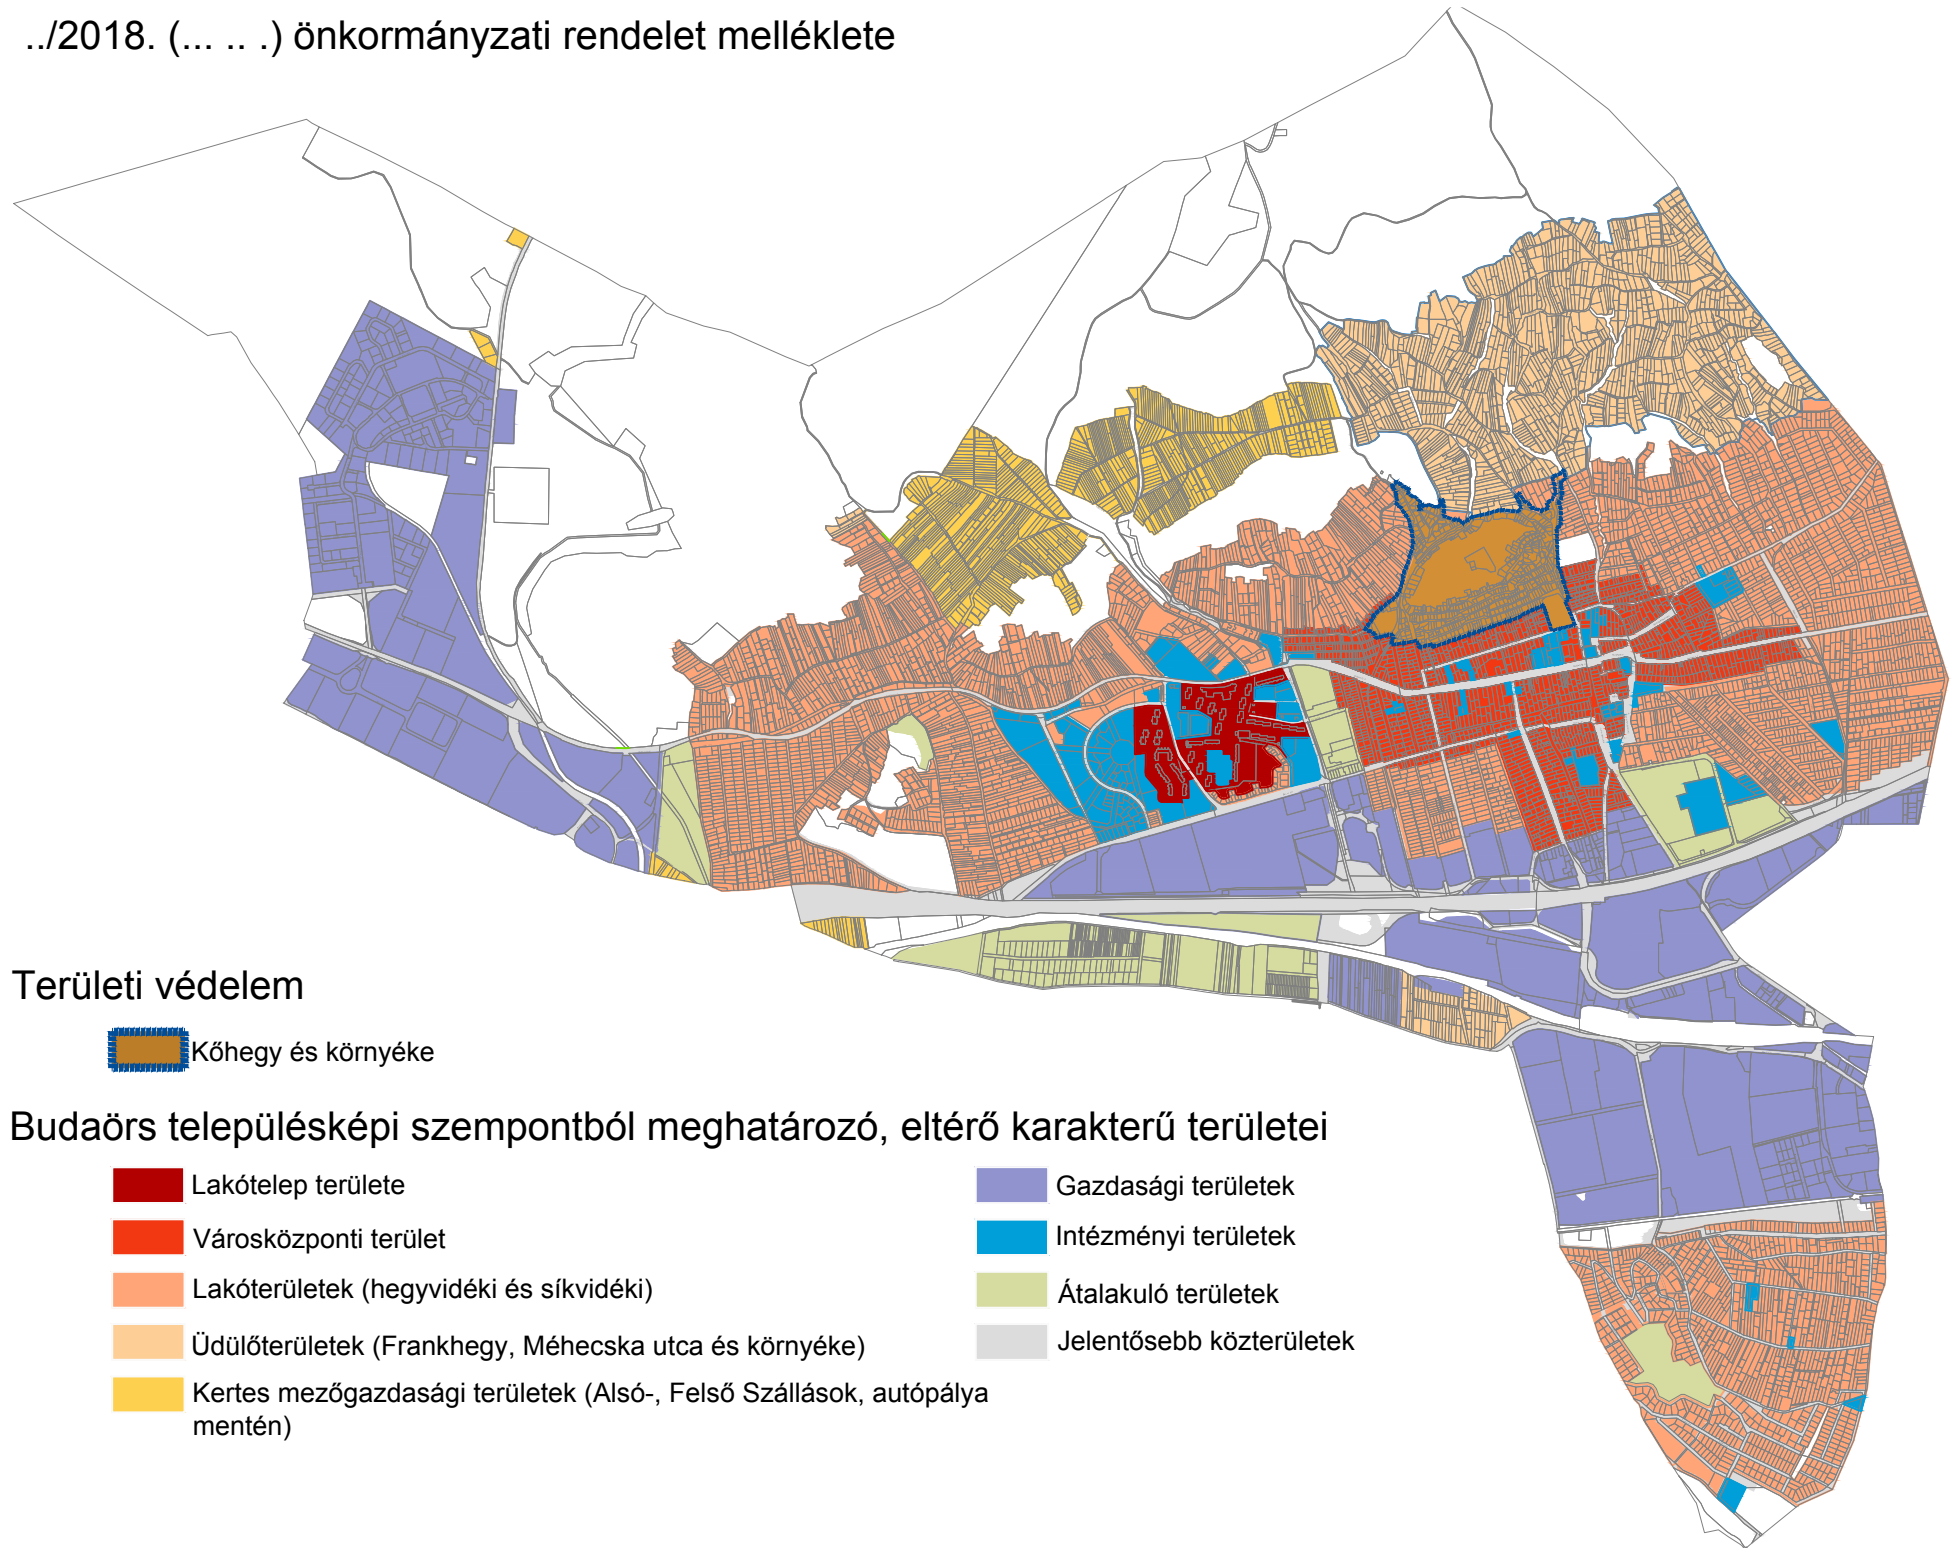 ../2018. (... .. .) önkormányzati rendelet melléklete
Területi védelem
Kőhegy és környéke
Budaörs településképi szempontból meghatározó, eltérő karakterű területei
Lakótelep területe
Városközponti terület
Lakóterületek (hegyvidéki és síkvidéki)
Üdülőterületek (Frankhegy, Méhecska utca és környéke)
Kertes mezőgazdasági területek (Alsó-, Felső Szállások, autópálya
mentén)
Gazdasági területek
Intézményi területek
Átalakuló területek
Jelentősebb közterületek